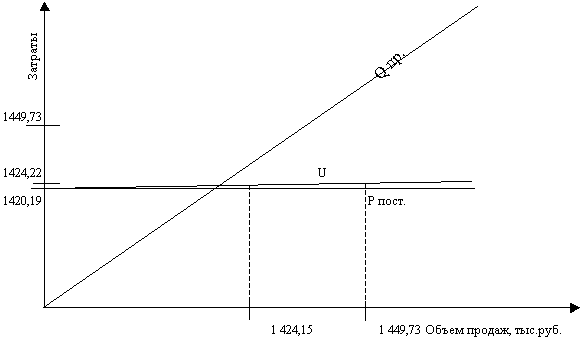 Затраты
Q пр.
1449,73
1424,22
U
1420,19
Р пост.
1 424,15
1 449,73 Объем продаж, тыс.руб.